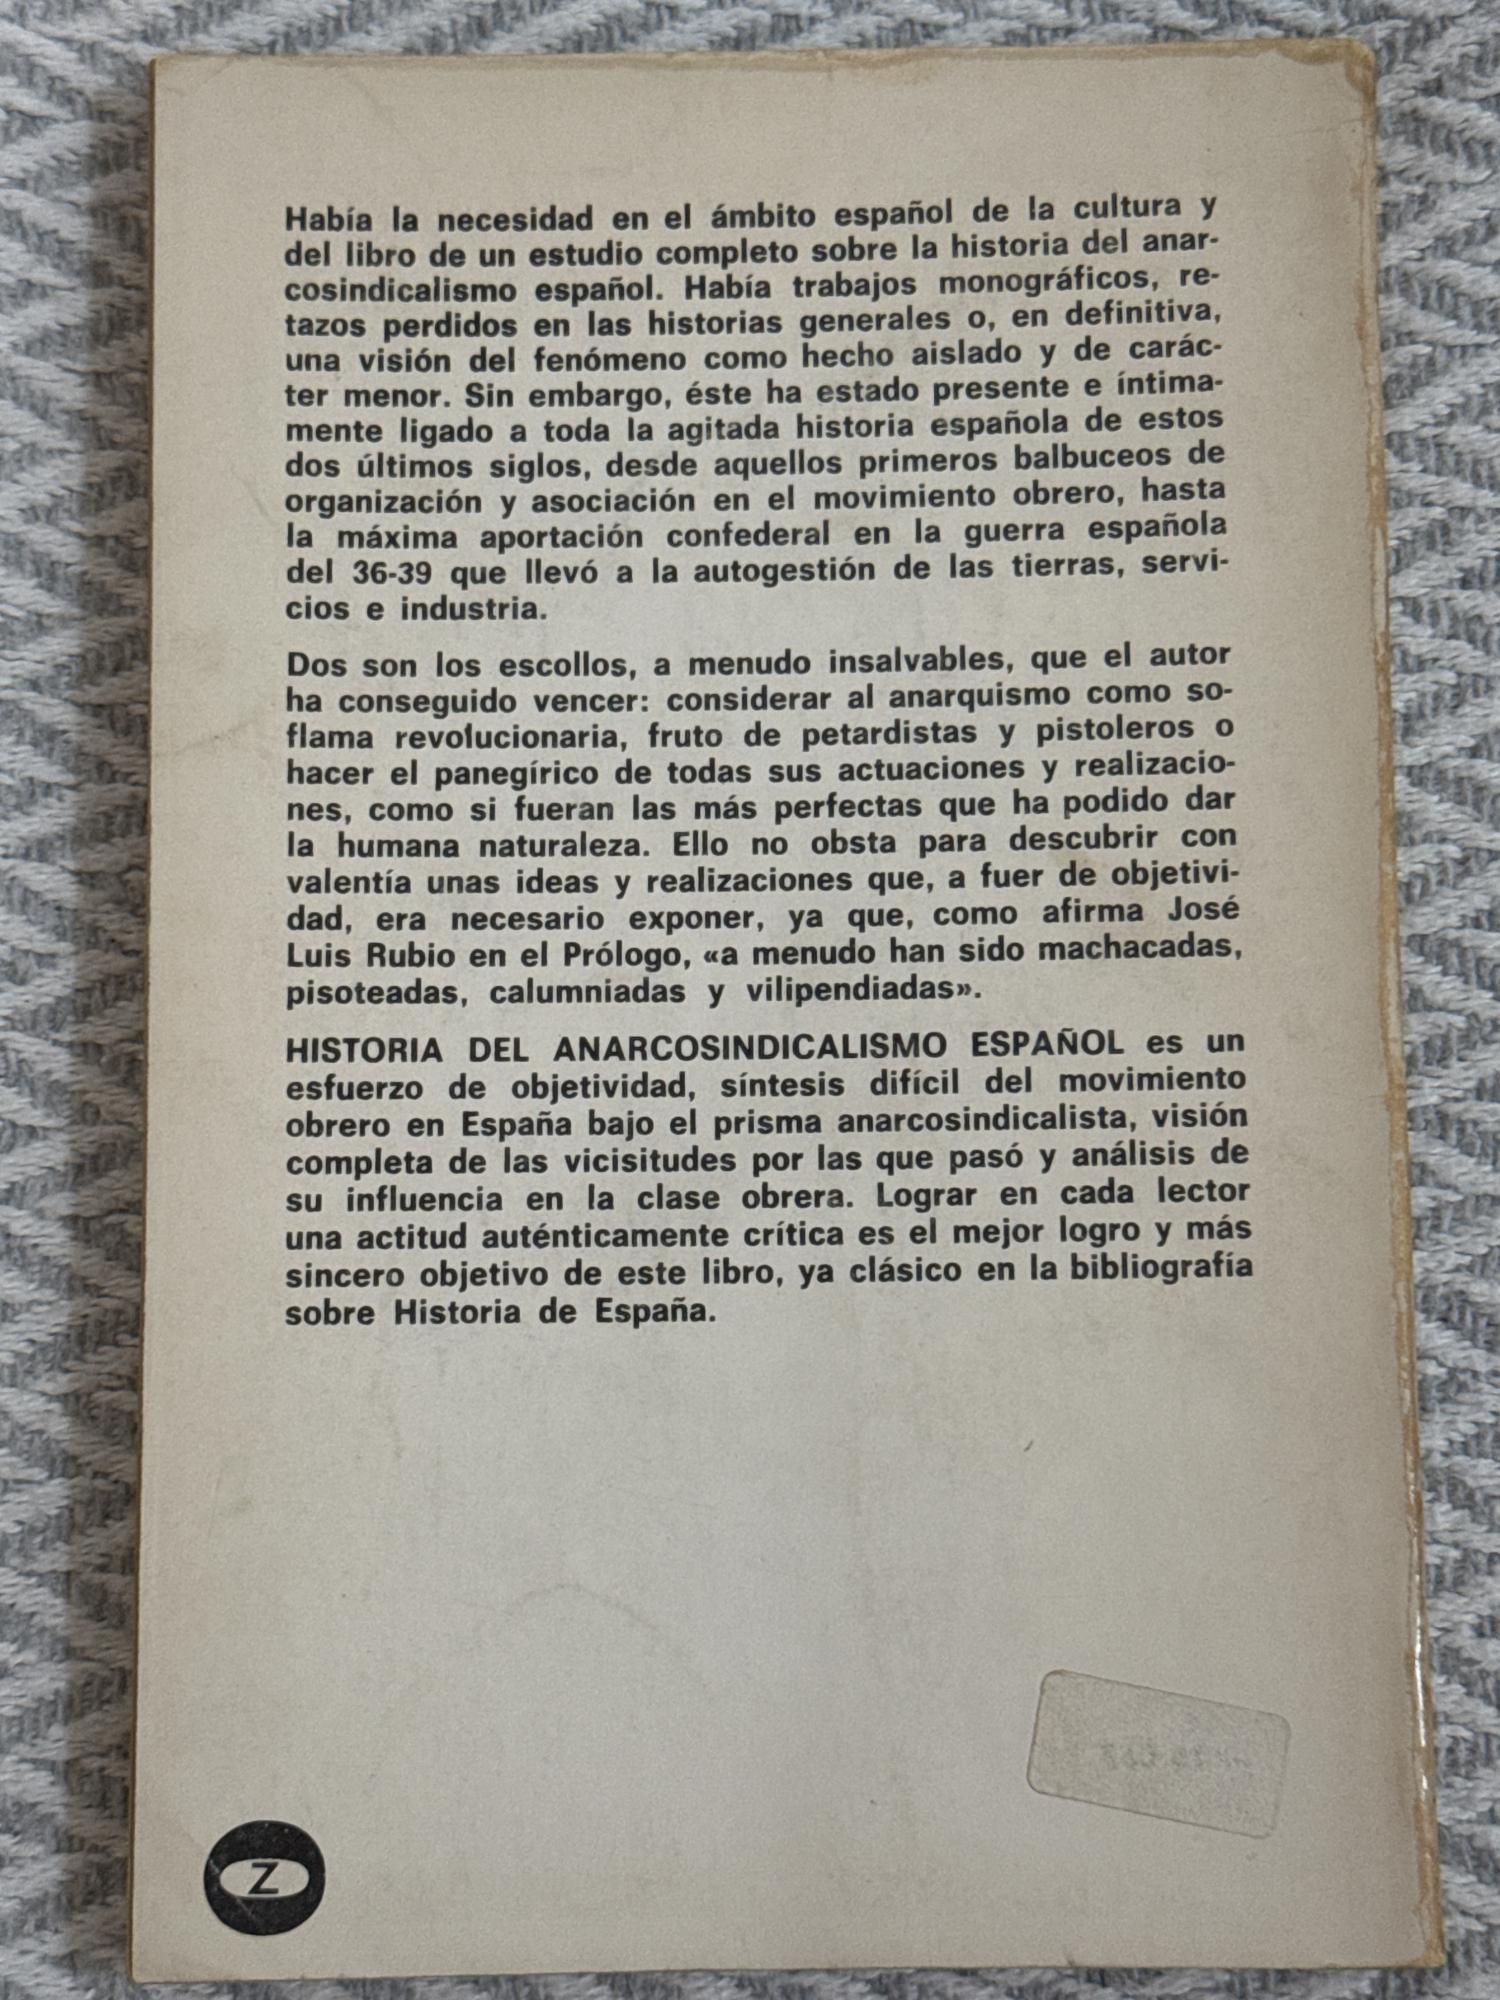 Había la necesidad en el ámbito español de la cultura y
del libro de un estudio completo sobre la historia del anar-
cosindicalismo español. Había trabajos monográficos, re-
tazos perdidos en las historias generales o, en definitiva,
una visión del fenómeno como hecho aislado y de carác-
ter menor. Sin embargo, éste ha estado presente e íntima-
mente ligado a toda la agitada historia española de estos
dos últimos siglos, desde aquellos primeros balbuceos de
organización y asociación en el movimiento obrero, hasta
la máxima aportación confederal en la guerra española
del 36-39 que llevó a la autogestión de las tierras, servi-
cios e industria.
Dos son los escollos, a menudo insalvables, que el autor
ha conseguido vencer: considerar al anarquismo como so-
flama revolucionaria, fruto de petardistas y pistoleros o
hacer el panegírico de todas sus actuaciones y realizacio-
nes, como si fueran las más perfectas que ha podido dar
la humana naturaleza. Ello no obsta para descubrir con
valentía unas ideas y realizaciones que, a fuer de objetivi-
dad, era necesario exponer, ya que, como afirma José
Luis Rubio en el Prólogo, «a menudo han sido machacadas,
pisoteadas, calumniadas y vilipendiadas».
HISTORIA DEL ANARCOSINDICALISMO ESPAÑOL es un
esfuerzo de objetividad, síntesis difícil del movimiento
obrero en España bajo el prisma anarcosindicalista, visión
completa de las vicisitudes por las que pasó y análisis de
su influencia en la clase obrera. Lograr en cada lector
una actitud auténticamente crítica es el mejor logro y más
sincero objetivo de este libro, ya clásico en la bibliografía
sobre Historia de España.
Z